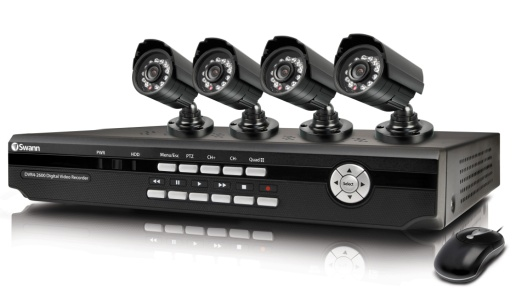 Swann
PWR HDD Menu/Esc PTZ CH+ CH- Quad
DVR4-2600 Digital Video Recorder
Select